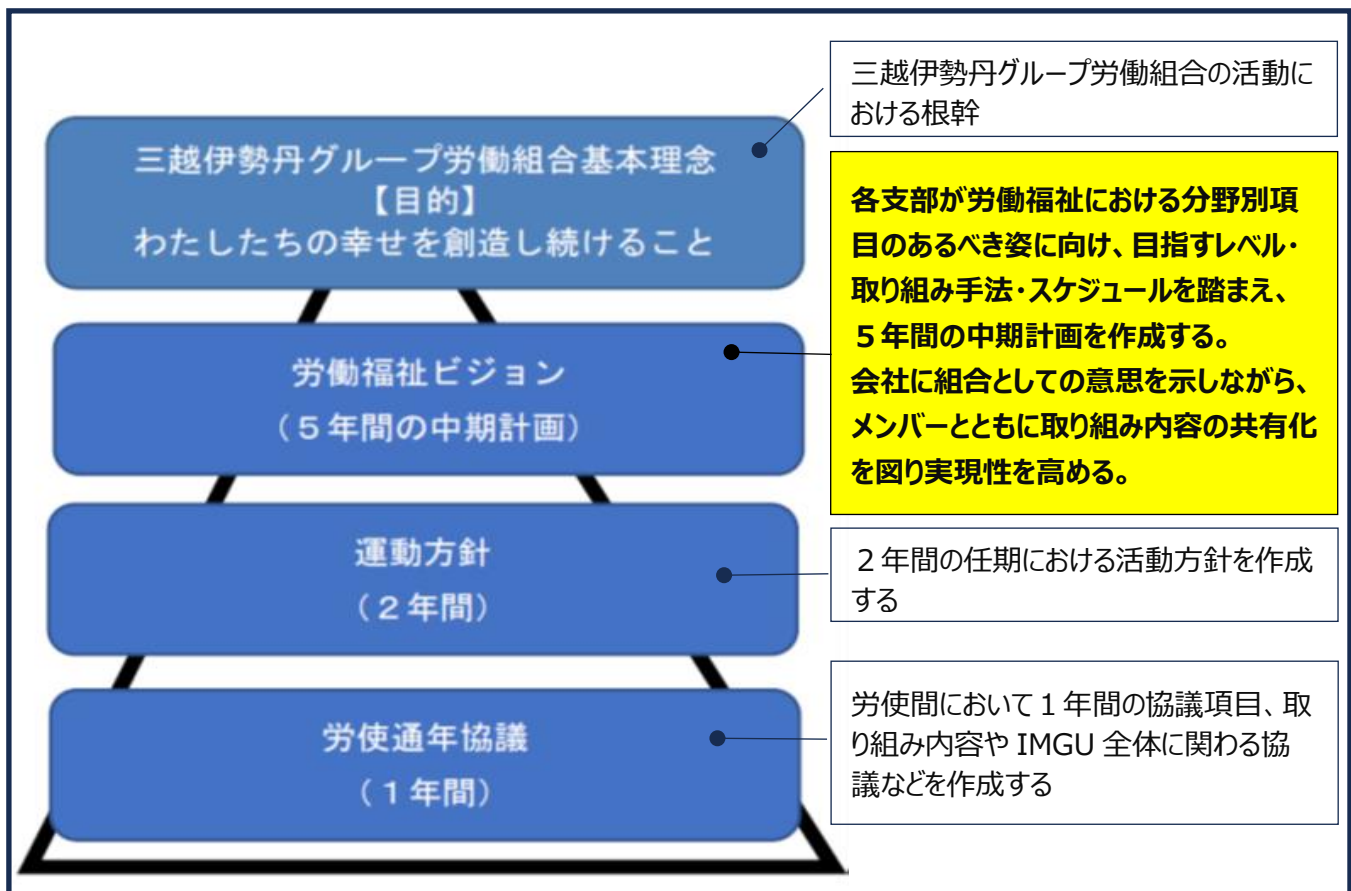 三越伊勢丹グループ労働組合の活動に
おける根幹
三越伊勢丹グループ労働組合基本理念
【目的】
わたしたちの幸せを創造し続けること
各支部が労働福祉における分野別項
目のあるべき姿に向け、目指すレベル・
取り組み手法・スケジュールを踏まえ、
５年間の中期計画を作成する。
会社に組合としての意思を示しながら、
メンバーとともに取り組み内容の共有化
を図り実現性を高める。
労働福祉ビジョン
（５年間の中期計画）
運動方針
（２年間）
２年間の任期における活動方針を作成
する
労使通年協議
（１年間）
労使間において１年間の協議項目、取
り組み内容や IMGU 全体に関わる協
議などを作成する